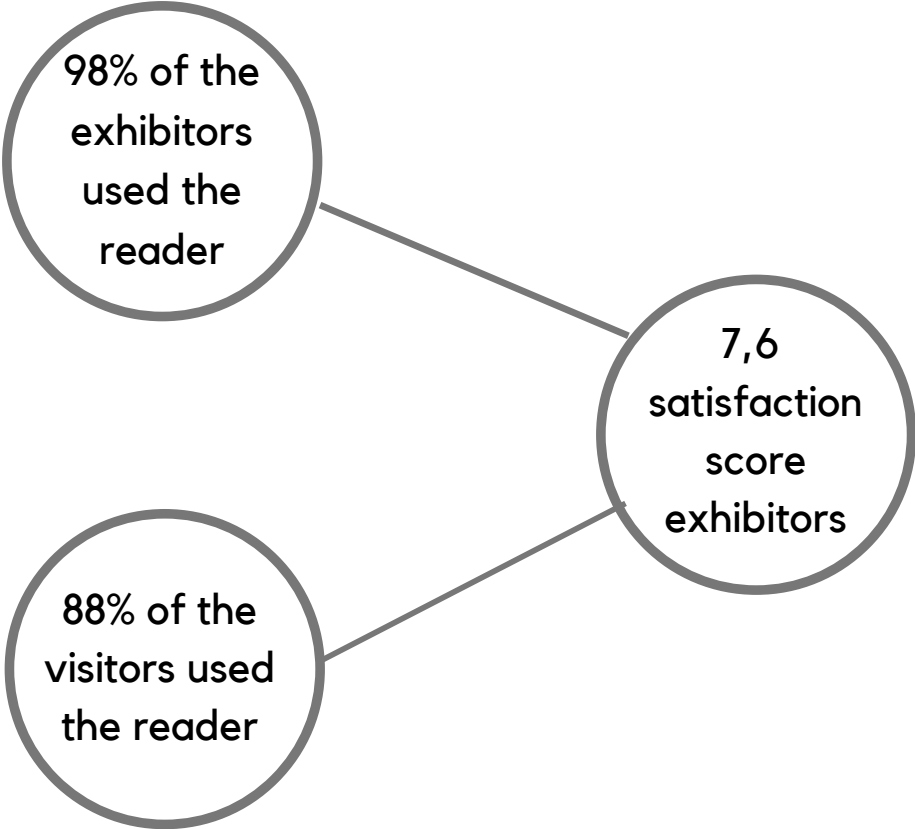 98% of the
exhibitors
used the
reader
7,6
satisfaction
score
exhibitors
88% of the
visitors used
the reader